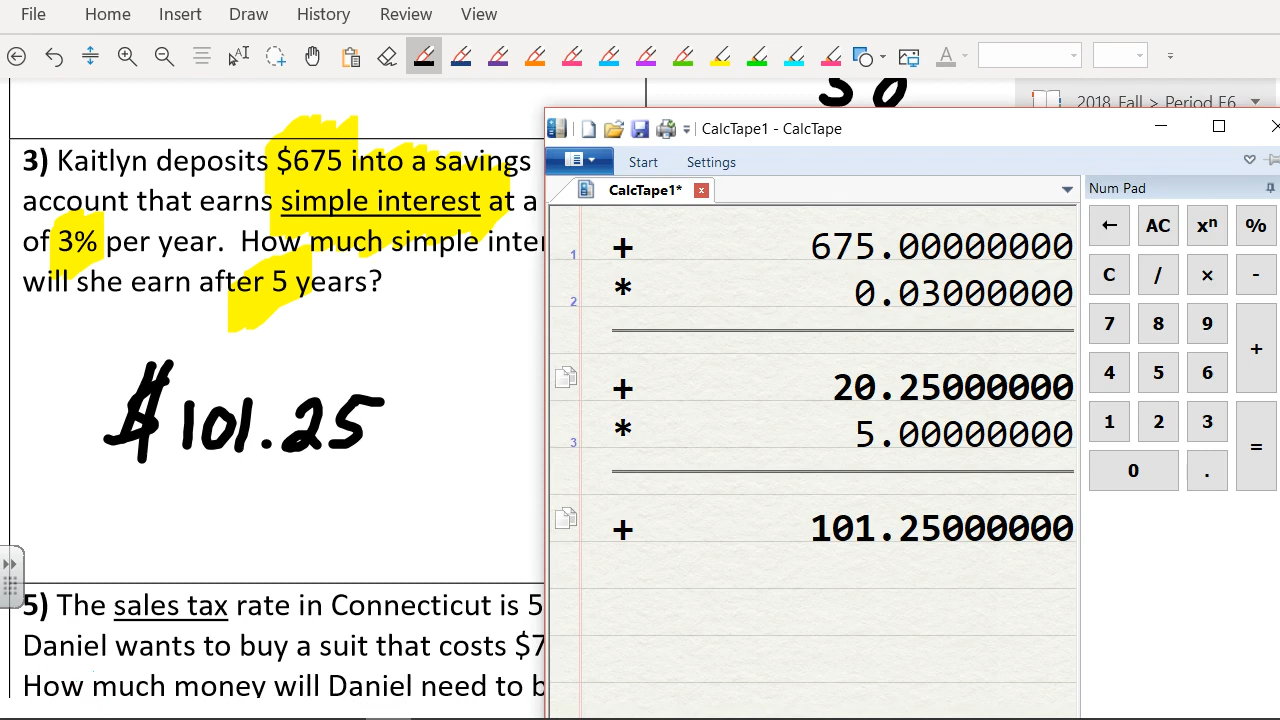 File Home Insert Draw History Review View
2018 Fall > Period E6
3) Kaitlyn deposits $675 into a savings
account that earns simple interest at a
of 3% per year. How much simple inter
will she earn after 5 years?
$101.25
5) The sales tax rate in Connecticut is 5
Daniel wants to buy a suit that costs $7
How much money will Daniel need to b
CalcTape1 - CalcTape
Start Settings
CalcTape1*
1 + 675.00000000
2 * 0.03000000
+ 20.25000000
3 * 5.00000000
+ 101.25000000
Num Pad
← AC xⁿ %
C / × -
7 8 9 +
4 5 6
1 2 3 =
0 .